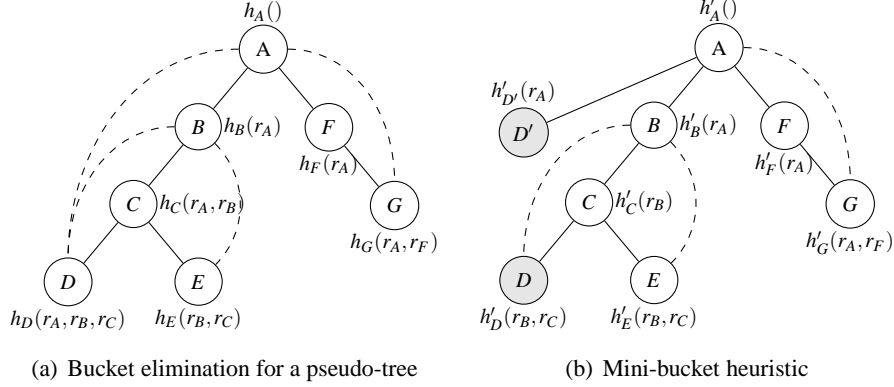 h_A()
A
B
h_B(r_A)
F
h_F(r_A)
C
h_C(r_A, r_B)
G
h_G(r_A, r_F)
D
h_D(r_A, r_B, r_C)
E
h_E(r_B, r_C)
(a) Bucket elimination for a pseudo-tree
h′_A()
A
h′_{D′}(r_A)
D′
B
h′_B(r_A)
F
h′_F(r_A)
C
h′_C(r_B)
G
h′_G(r_A, r_F)
D
h′_D(r_B, r_C)
E
h′_E(r_B, r_C)
(b) Mini-bucket heuristic